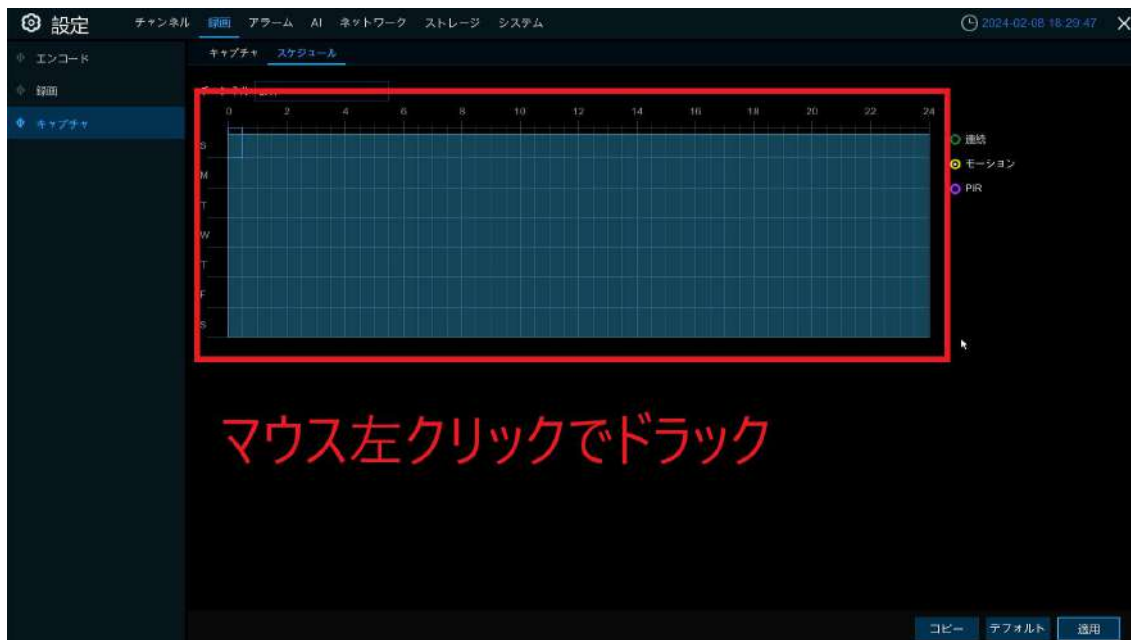 設定 チャンネル 録画 アラーム AI ネットワーク ストレージ システム 2024-02-08 18:29:47
エンコード
録画
キャプチャ
キャプチャ スケジュール
0 2 4 6 8 10 12 14 16 18 20 22 24
S
M
T
W
T
F
S
連続
モーション
PIR
マウス左クリックでドラック
コピー デフォルト 適用